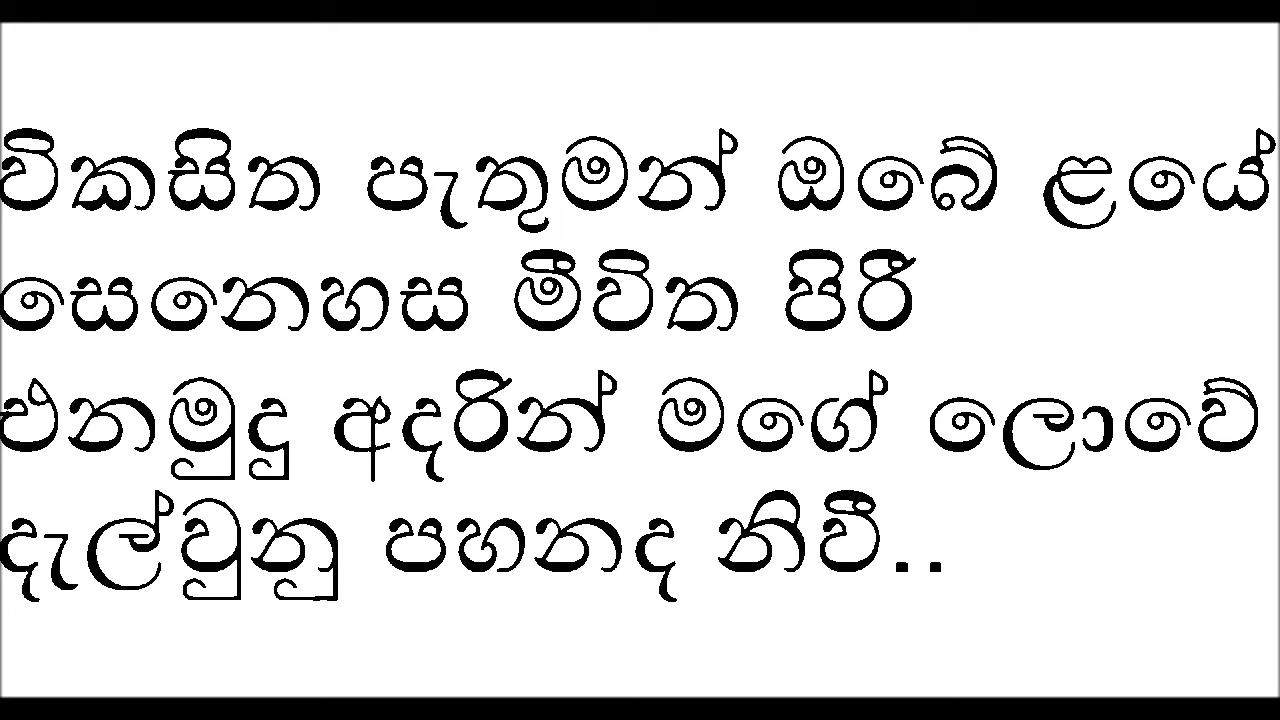 විකසිත පැතුමන් ඔබේ ළයේ
සෙනෙහස මීවිත පිරී
එනමුදු අදරින් මගේ ලොවේ
දැල්වුනු පහනද නිවී..